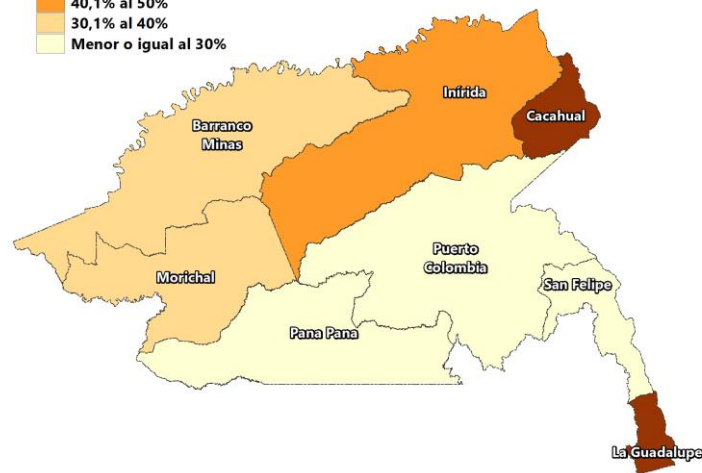 40,1% al 50%
30,1% al 40%
Menor o igual al 30%
Inírida
Cacahual
Barranco
Minas
Puerto
Colombia
Morichal
San Felipe
Pana Pana
La Guadalupe